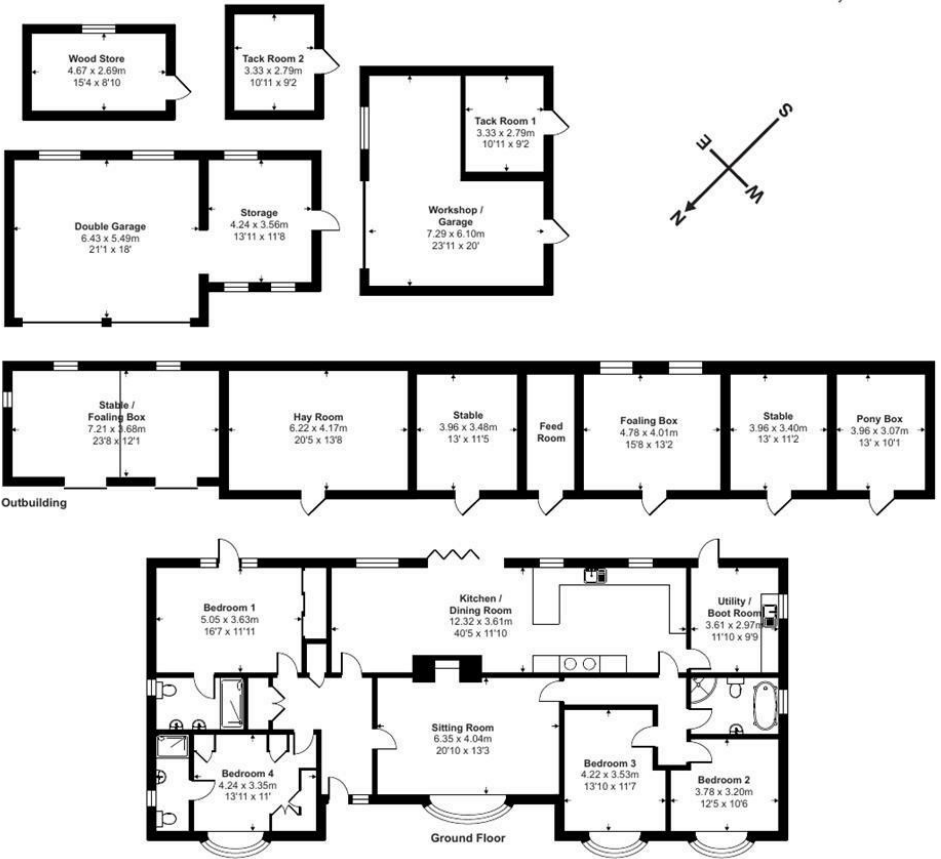 Wood Store
4.67 x 2.69m
15'4 x 8'10
Tack Room 2
3.33 x 2.79m
10'11 x 9'2
Tack Room 1
3.33 x 2.79m
10'11 x 9'2
S
E
W
N
Double Garage
6.43 x 5.49m
21'1 x 18'
Storage
4.24 x 3.56m
13'11 x 11'8
Workshop /
Garage
7.29 x 6.10m
23'11 x 20'
Stable /
Foaling Box
7.21 x 3.68m
23'8 x 12'1
Hay Room
6.22 x 4.17m
20'5 x 13'8
Stable
3.96 x 3.48m
13' x 11'5
Feed
Room
Foaling Box
4.78 x 4.01m
15'8 x 13'2
Stable
3.96 x 3.40m
13' x 11'2
Pony Box
3.96 x 3.07m
13' x 10'1
Outbuilding
Bedroom 1
5.05 x 3.63m
16'7 x 11'11
Kitchen /
Dining Room
12.32 x 3.61m
40'5 x 11'10
Utility /
Boot Room
3.61 x 2.97m
11'10 x 9'9
Sitting Room
6.35 x 4.04m
20'10 x 13'3
Bedroom 4
4.24 x 3.35m
13'11 x 11'
Bedroom 3
4.22 x 3.53m
13'10 x 11'7
Bedroom 2
3.78 x 3.20m
12'5 x 10'6
Ground Floor